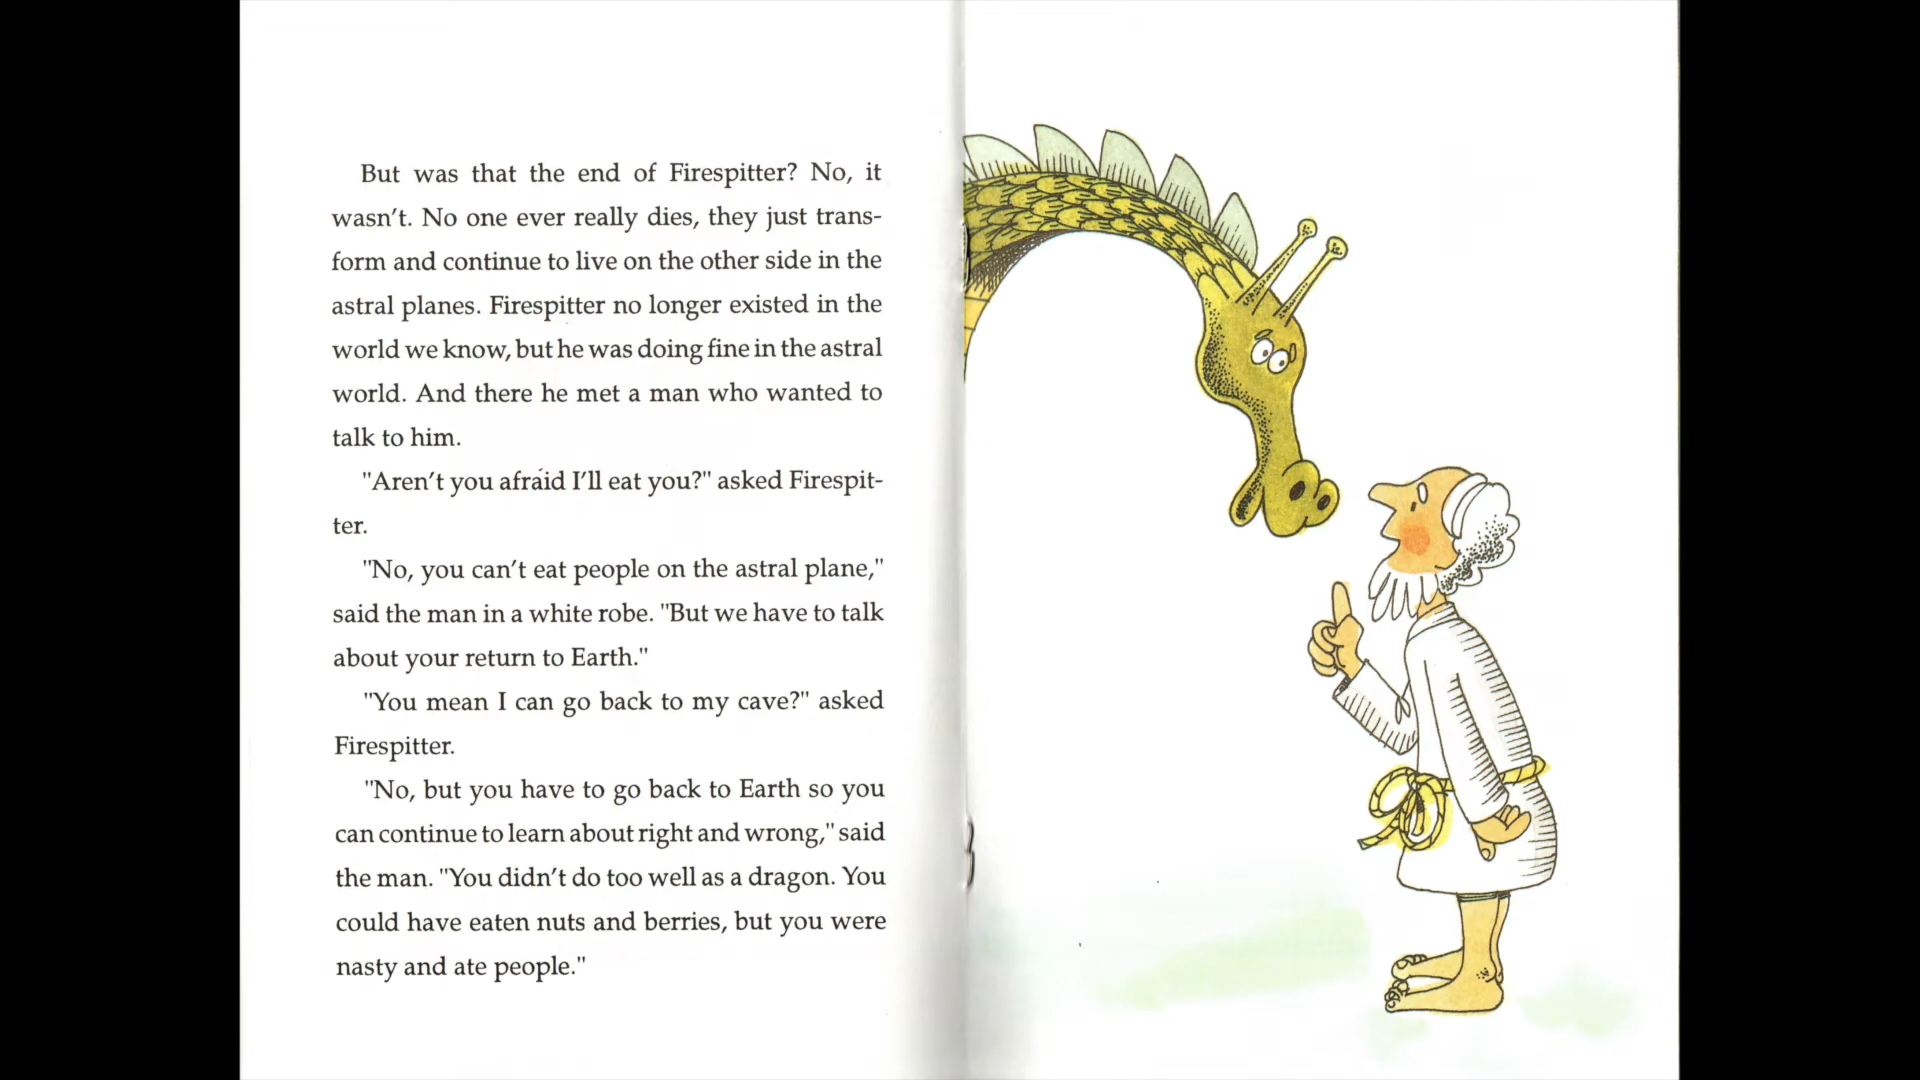 But was that the end of Firespitter? No, it
wasn't. No one ever really dies, they just trans-
form and continue to live on the other side in the
astral planes. Firespitter no longer existed in the
world we know, but he was doing fine in the astral
world. And there he met a man who wanted to
talk to him.
"Aren't you afraid I'll eat you?" asked Firespit-
ter.
"No, you can't eat people on the astral plane,"
said the man in a white robe. "But we have to talk
about your return to Earth."
"You mean I can go back to my cave?" asked
Firespitter.
"No, but you have to go back to Earth so you
can continue to learn about right and wrong," said
the man. "You didn't do too well as a dragon. You
could have eaten nuts and berries, but you were
nasty and ate people."